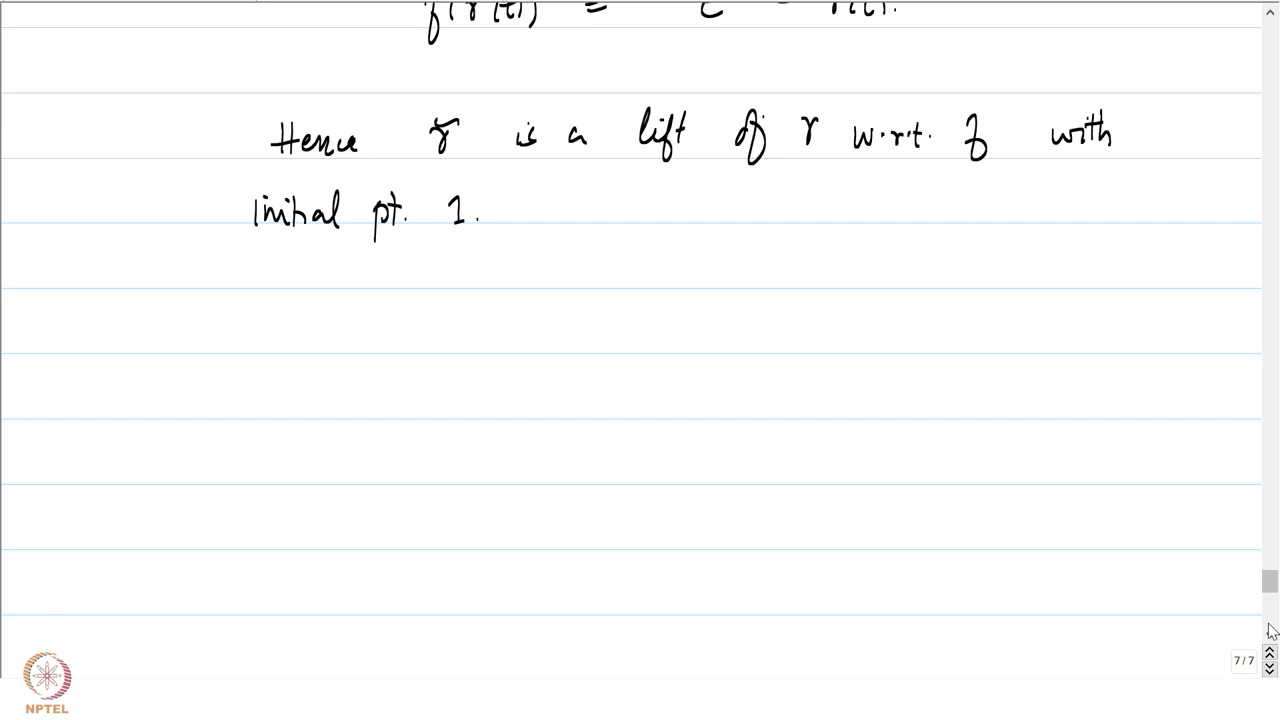 Hence γ̃ is a lift of γ w.r.t. f with
initial pt. 1.
7 / 7
NPTEL